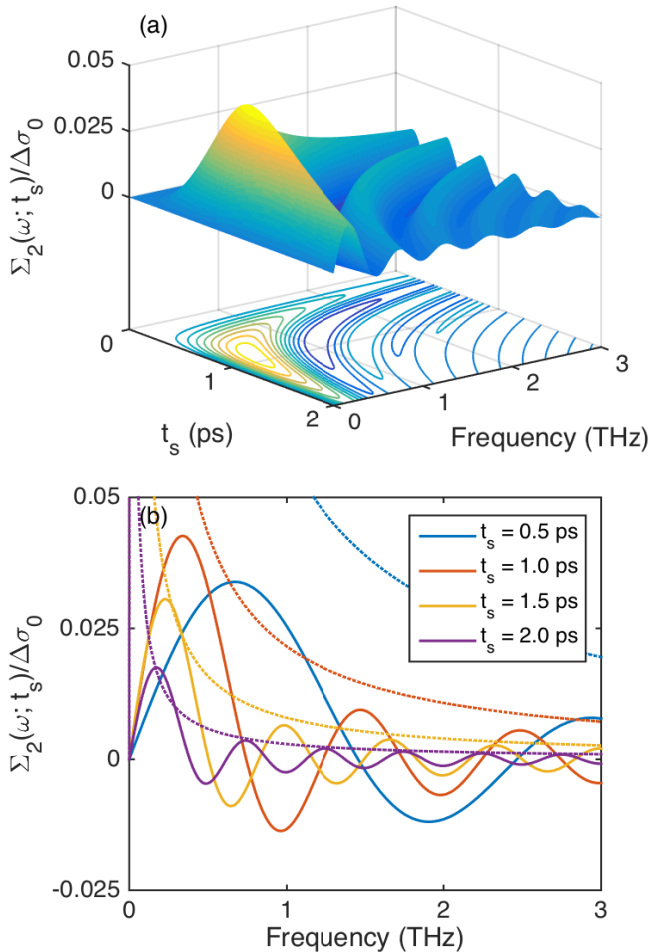 (a)
0.05
0.025
0
Σ₂(ω; tₛ)/Δσ₀
0
1
2
tₛ (ps)
0
1
2
3
Frequency (THz)
(b)
0.05
0.025
0
-0.025
Σ₂(ω; tₛ)/Δσ₀
tₛ = 0.5 ps
tₛ = 1.0 ps
tₛ = 1.5 ps
tₛ = 2.0 ps
0
1
2
3
Frequency (THz)